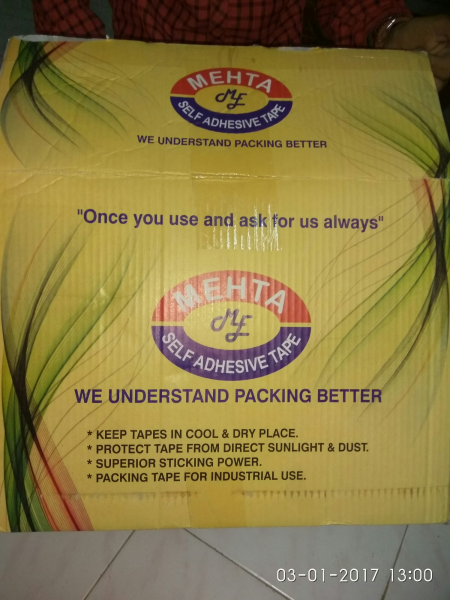 MEHTA
ME
SELF ADHESIVE TAPE
WE UNDERSTAND PACKING BETTER
"Once you use and ask for us always"
MEHTA
ME
SELF ADHESIVE TAPE
WE UNDERSTAND PACKING BETTER
* KEEP TAPES IN COOL & DRY PLACE.
* PROTECT TAPE FROM DIRECT SUNLIGHT & DUST.
* SUPERIOR STICKING POWER.
* PACKING TAPE FOR INDUSTRIAL USE.
03-01-2017 13:00